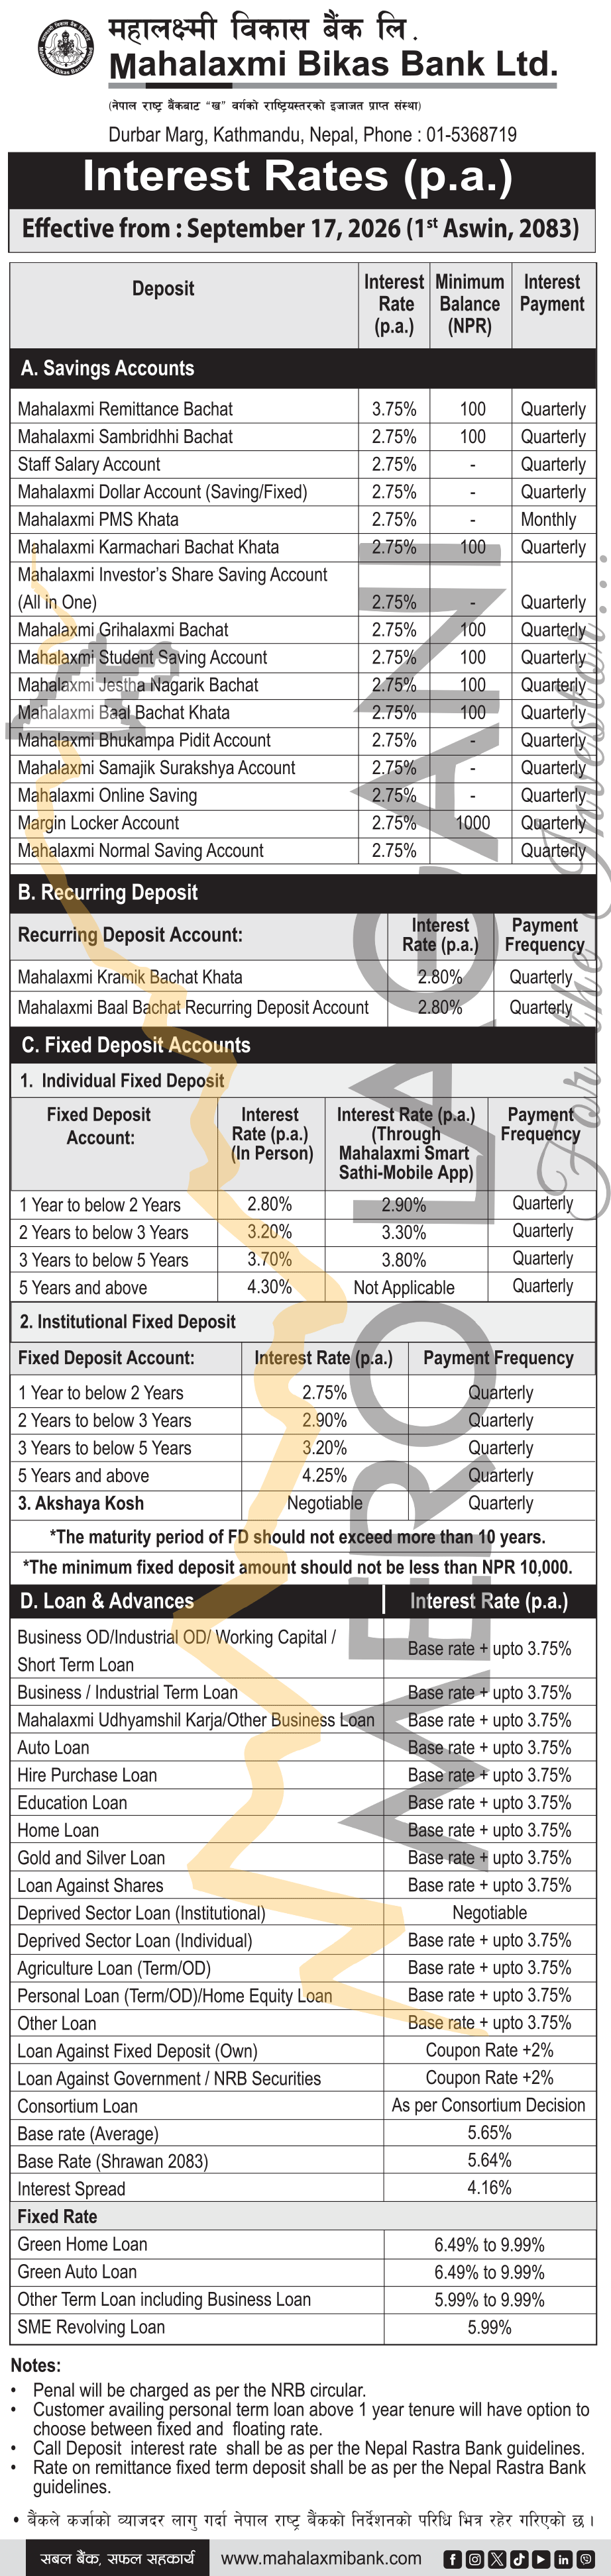 महालक्ष्मी विकास बैंक लि.
Mahalaxmi Bikas Bank Ltd.
(नेपाल राष्ट्र बैंकबाट “ख” वर्गको राष्ट्रियस्तरको इजाजत प्राप्त संस्था)
Durbar Marg, Kathmandu, Nepal, Phone : 01-5368719
Interest Rates (p.a.)
Effective from : September 17, 2026 (1st Aswin, 2083)
Deposit Interest Rate (p.a.) Minimum Balance (NPR) Interest Payment
A. Savings Accounts
Mahalaxmi Remittance Bachat 3.75% 100 Quarterly
Mahalaxmi Sambridhhi Bachat 2.75% 100 Quarterly
Staff Salary Account 2.75% - Quarterly
Mahalaxmi Dollar Account (Saving/Fixed) 2.75% - Quarterly
Mahalaxmi PMS Khata 2.75% - Monthly
Mahalaxmi Karmachari Bachat Khata 2.75% 100 Quarterly
Mahalaxmi Investor’s Share Saving Account
(All in One) 2.75% - Quarterly
Mahalaxmi Grihalaxmi Bachat 2.75% 100 Quarterly
Mahalaxmi Student Saving Account 2.75% 100 Quarterly
Mahalaxmi Jestha Nagarik Bachat 2.75% 100 Quarterly
Mahalaxmi Baal Bachat Khata 2.75% 100 Quarterly
Mahalaxmi Bhukampa Pidit Account 2.75% - Quarterly
Mahalaxmi Samajik Surakshya Account 2.75% - Quarterly
Mahalaxmi Online Saving 2.75% - Quarterly
Margin Locker Account 2.75% 1000 Quarterly
Mahalaxmi Normal Saving Account 2.75% Quarterly
B. Recurring Deposit
Recurring Deposit Account: Interest Rate (p.a.) Payment Frequency
Mahalaxmi Kramik Bachat Khata 2.80% Quarterly
Mahalaxmi Baal Bachat Recurring Deposit Account 2.80% Quarterly
C. Fixed Deposit Accounts
1. Individual Fixed Deposit
Fixed Deposit Account: Interest Rate (p.a.) (In Person) Interest Rate (p.a.) (Through Mahalaxmi Smart Sathi-Mobile App) Payment Frequency
1 Year to below 2 Years 2.80% 2.90% Quarterly
2 Years to below 3 Years 3.20% 3.30% Quarterly
3 Years to below 5 Years 3.70% 3.80% Quarterly
5 Years and above 4.30% Not Applicable Quarterly
2. Institutional Fixed Deposit
Fixed Deposit Account: Interest Rate (p.a.) Payment Frequency
1 Year to below 2 Years 2.75% Quarterly
2 Years to below 3 Years 2.90% Quarterly
3 Years to below 5 Years 3.20% Quarterly
5 Years and above 4.25% Quarterly
3. Akshaya Kosh Negotiable Quarterly
*The maturity period of FD should not exceed more than 10 years.
*The minimum fixed deposit amount should not be less than NPR 10,000.
D. Loan & Advances Interest Rate (p.a.)
Business OD/Industrial OD/ Working Capital /
Short Term Loan Base rate + upto 3.75%
Business / Industrial Term Loan Base rate + upto 3.75%
Mahalaxmi Udhyamshil Karja/Other Business Loan Base rate + upto 3.75%
Auto Loan Base rate + upto 3.75%
Hire Purchase Loan Base rate + upto 3.75%
Education Loan Base rate + upto 3.75%
Home Loan Base rate + upto 3.75%
Gold and Silver Loan Base rate + upto 3.75%
Loan Against Shares Base rate + upto 3.75%
Deprived Sector Loan (Institutional) Negotiable
Deprived Sector Loan (Individual) Base rate + upto 3.75%
Agriculture Loan (Term/OD) Base rate + upto 3.75%
Personal Loan (Term/OD)/Home Equity Loan Base rate + upto 3.75%
Other Loan Base rate + upto 3.75%
Loan Against Fixed Deposit (Own) Coupon Rate +2%
Loan Against Government / NRB Securities Coupon Rate +2%
Consortium Loan As per Consortium Decision
Base rate (Average) 5.65%
Base Rate (Shrawan 2083) 5.64%
Interest Spread 4.16%
Fixed Rate
Green Home Loan 6.49% to 9.99%
Green Auto Loan 6.49% to 9.99%
Other Term Loan including Business Loan 5.99% to 9.99%
SME Revolving Loan 5.99%
Notes:
• Penal will be charged as per the NRB circular.
• Customer availing personal term loan above 1 year tenure will have option to
choose between fixed and floating rate.
• Call Deposit interest rate shall be as per the Nepal Rastra Bank guidelines.
• Rate on remittance fixed term deposit shall be as per the Nepal Rastra Bank
guidelines.
• बैंकले कर्जाको व्याजदर लागु गर्दा नेपाल राष्ट्र बैंकको निर्देशनको परिधि भित्र रहेर गरिएको छ ।
सबल बैंक, सफल सहकार्य www.mahalaxmibank.com
MERO LAGANI
For the Investor...